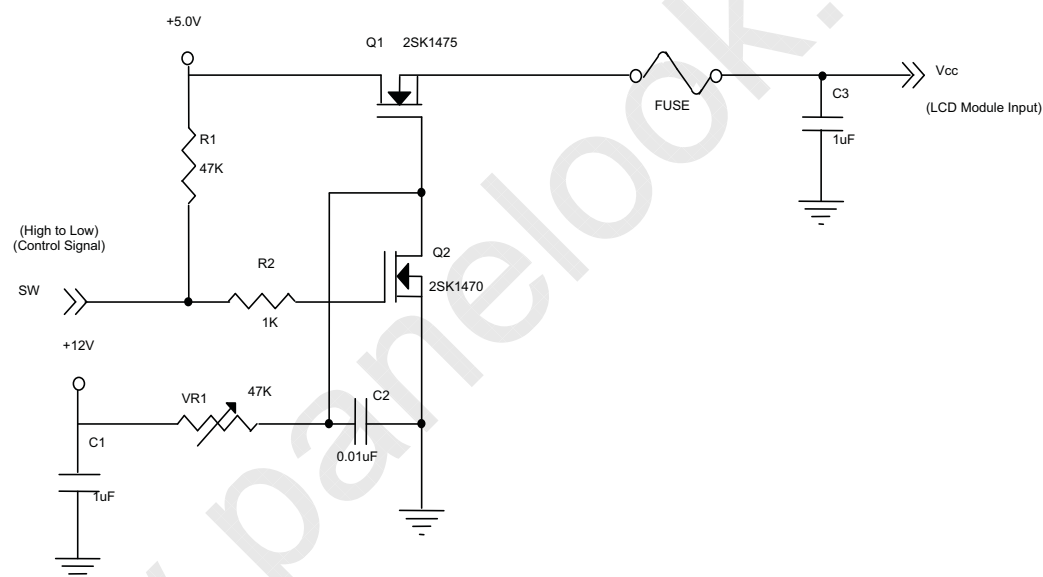 +5.0V
Q1 2SK1475
Vcc
C3
FUSE
(LCD Module Input)
R1
1uF
47K
(High to Low)
(Control Signal)
Q2
R2
2SK1470
SW
1K
+12V
47K
VR1
C2
C1
0.01uF
1uF
panelook.